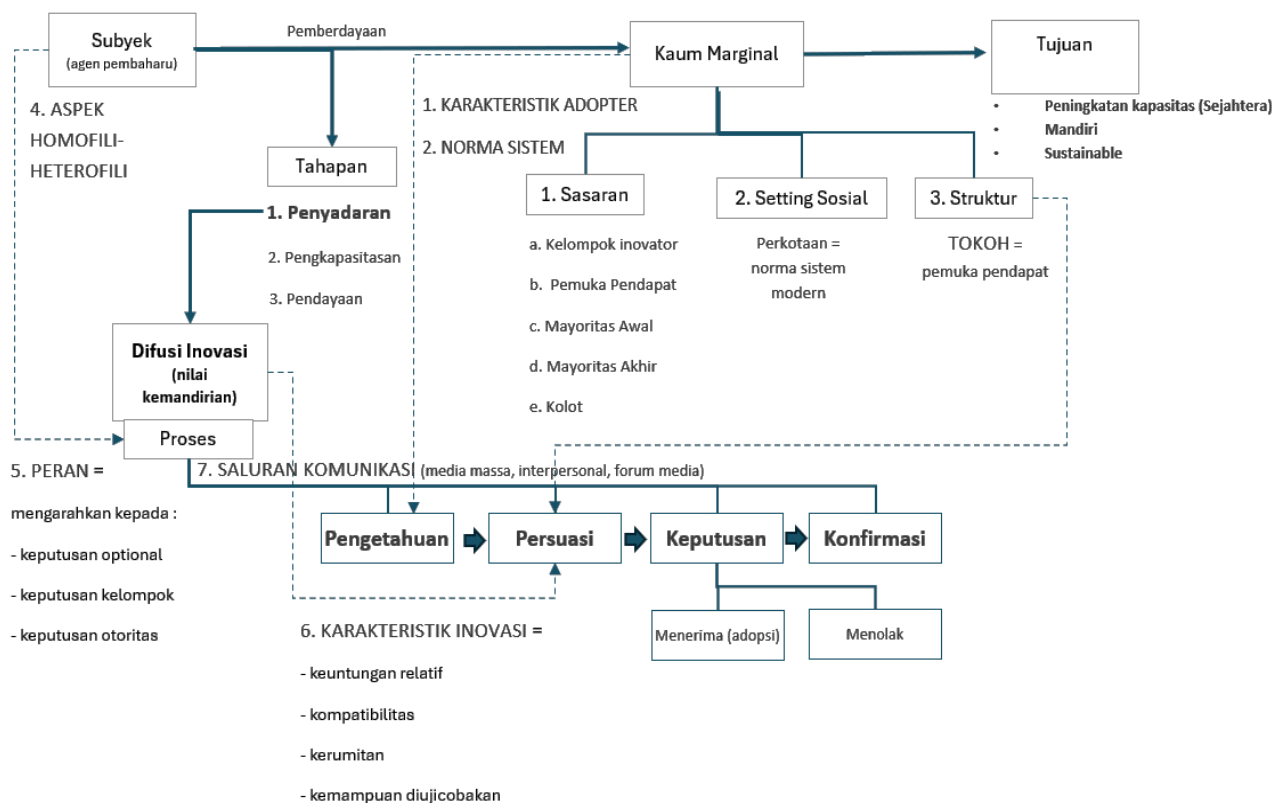 Subyek
(agen pembaharu)
Pemberdayaan
Kaum Marginal
Tujuan
• Peningkatan kapasitas (Sejahtera)
• Mandiri
• Sustainable
4. ASPEK
HOMOFILI-
HETEROFILI
1. KARAKTERISTIK ADOPTER
2. NORMA SISTEM
Tahapan
1. Penyadaran
2. Pengkapasitasan
3. Pendayaan
1. Sasaran
a. Kelompok inovator
b. Pemuka Pendapat
c. Mayoritas Awal
d. Mayoritas Akhir
e. Kolot
2. Setting Sosial
Perkotaan =
norma sistem
modern
3. Struktur
TOKOH =
pemuka pendapat
Difusi Inovasi
(nilai
kemandirian)
Proses
5. PERAN =
mengarahkan kepada :
- keputusan optional
- keputusan kelompok
- keputusan otoritas
7. SALURAN KOMUNIKASI (media massa, interpersonal, forum media)
Pengetahuan
Persuasi
Keputusan
Konfirmasi
Menerima (adopsi)
Menolak
6. KARAKTERISTIK INOVASI =
- keuntungan relatif
- kompatibilitas
- kerumitan
- kemampuan diujicobakan